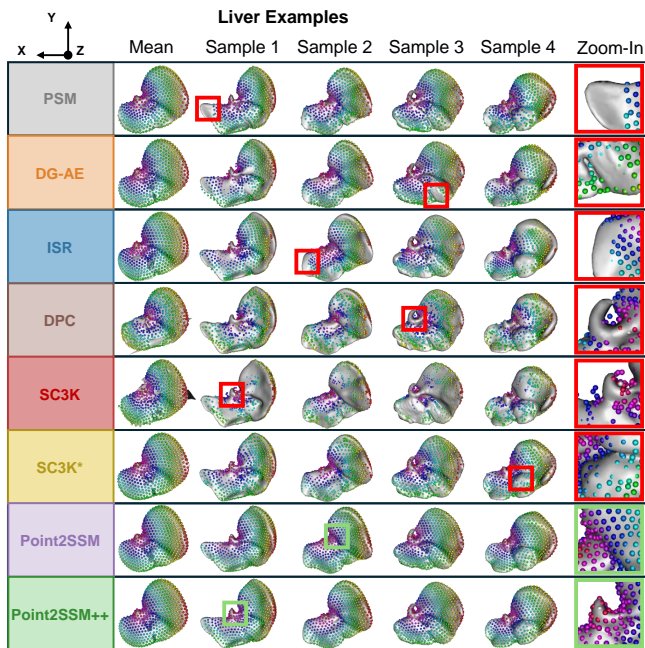 Liver Examples
Y
X
Z
Mean Sample 1 Sample 2 Sample 3 Sample 4 Zoom-In
PSM
DG-AE
ISR
DPC
SC3K
SC3K*
Point2SSM
Point2SSM++